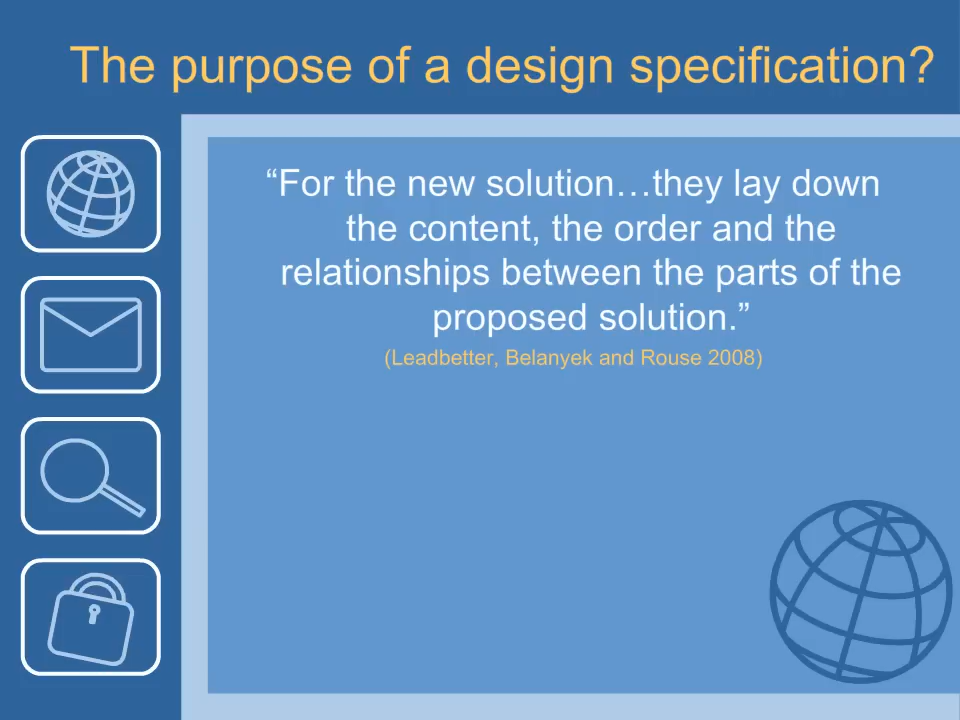 The purpose of a design specification?
“For the new solution…they lay down
the content, the order and the
relationships between the parts of the
proposed solution.”
(Leadbetter, Belanyek and Rouse 2008)